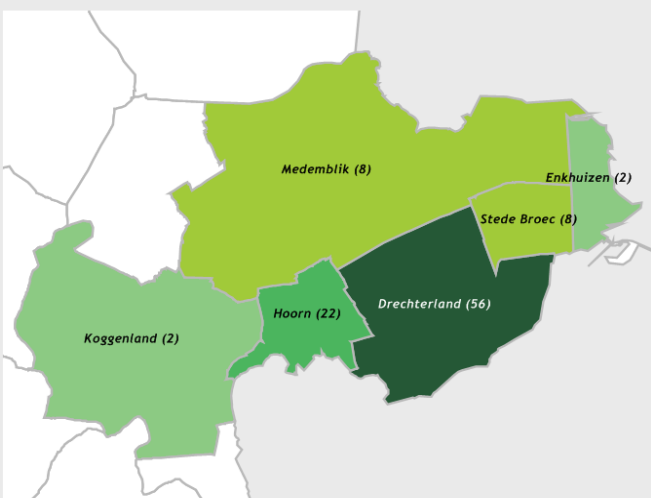 Medemblik (8)
Enkhuizen (2)
Stede Broec (8)
Drechterland (56)
Hoorn (22)
Koggenland (2)